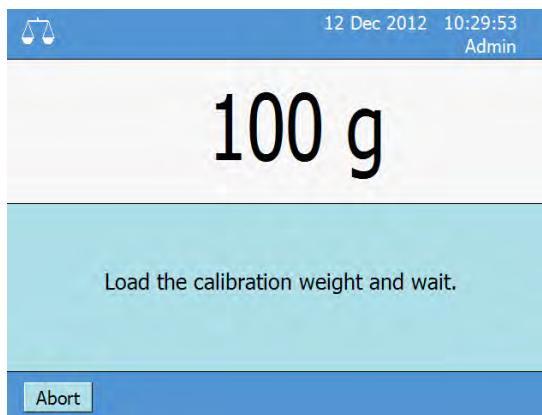 12 Dec 2012 10:29:53
Admin
100 g
Load the calibration weight and wait.
Abort